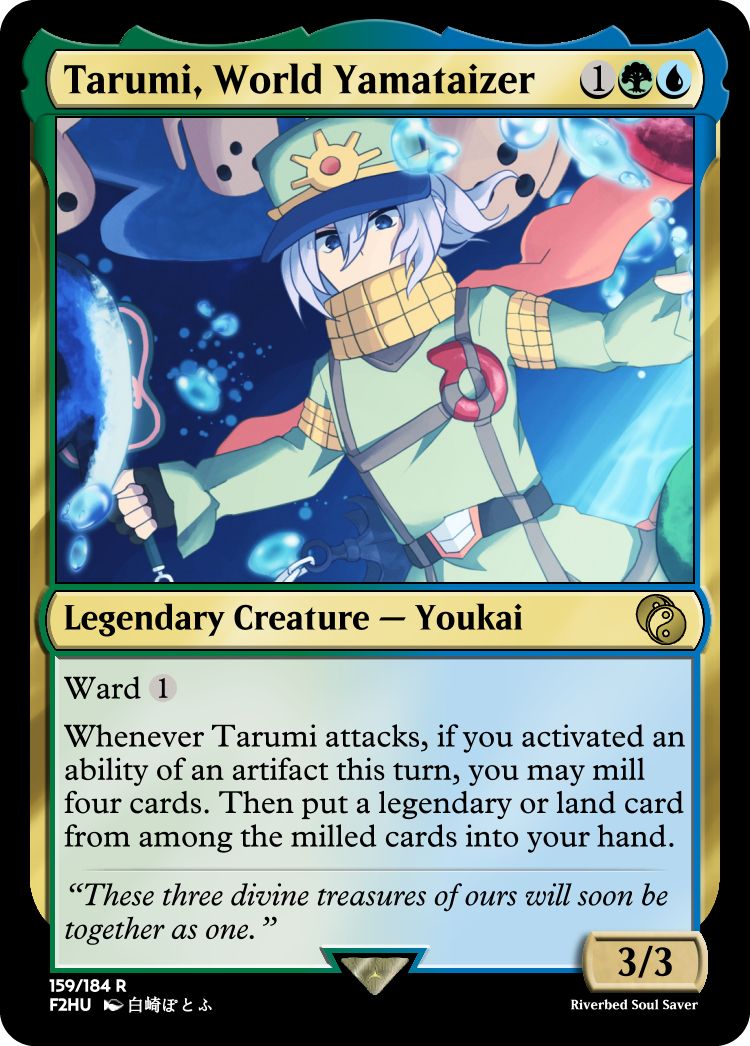 Tarumi, World Yamataizer 1
Legendary Creature — Youkai
Ward 1
Whenever Tarumi attacks, if you activated an
ability of an artifact this turn, you may mill
four cards. Then put a legendary or land card
from among the milled cards into your hand.
“These three divine treasures of ours will soon be
together as one.”
3/3
159/184 R
F2HU 白崎ぽとふ
Riverbed Soul Saver